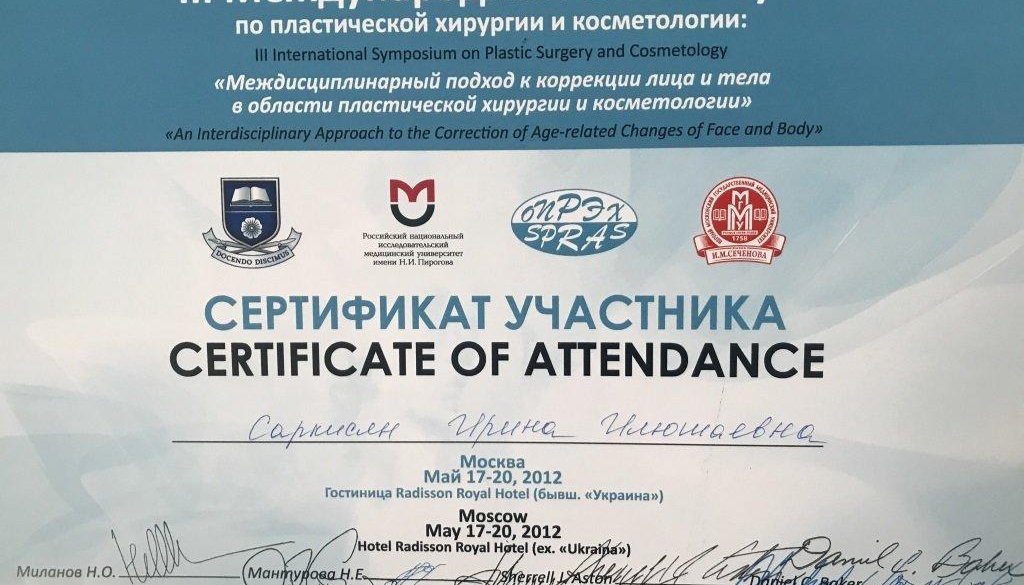 III Международный
по пластической хирургии и косметологии:
III International Symposium on Plastic Surgery and Cosmetology
«Междисциплинарный подход к коррекции лица и тела
в области пластической хирургии и косметологии»
«An Interdisciplinary Approach to the Correction of Age-related Changes of Face and Body»
DOCENDO DISCIMUS
Российский национальный
исследовательский
медицинский университет
имени Н.И. Пирогова
ОПРЭХ
SPRAS
1758
И.М.СЕЧЕНОВА
СЕРТИФИКАТ УЧАСТНИКА
CERTIFICATE OF ATTENDANCE
Саркисян Ирина Илюшаевна
Москва
Май 17-20, 2012
Гостиница Radisson Royal Hotel (бывш. «Украина»)
Moscow
May 17-20, 2012
Hotel Radisson Royal Hotel (ex. «Ukraina»)
Миланов Н.О. Мантурова Н.Е. Sherrell J. Aston Daniel C. Baker